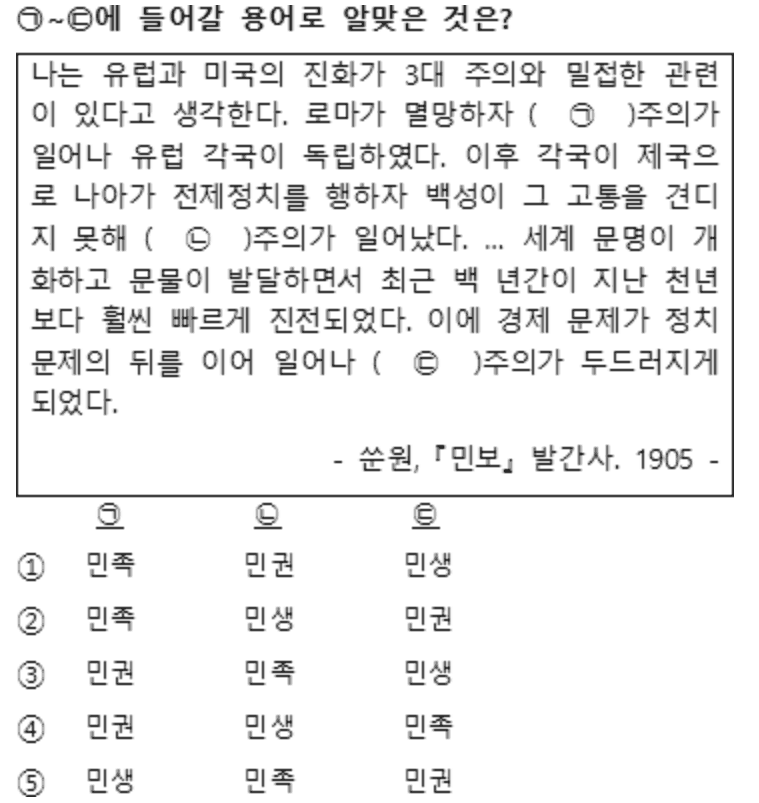 ㉠~㉢에 들어갈 용어로 알맞은 것은?
나는 유럽과 미국의 진화가 3대 주의와 밀접한 관련
이 있다고 생각한다. 로마가 멸망하자 ( ㉠ )주의가
일어나 유럽 각국이 독립하였다. 이후 각국이 제국으
로 나아가 전제정치를 행하자 백성이 그 고통을 견디
지 못해 ( ㉡ )주의가 일어났다. ... 세계 문명이 개
화하고 문물이 발달하면서 최근 백 년간이 지난 천년
보다 훨씬 빠르게 진전되었다. 이에 경제 문제가 정치
문제의 뒤를 이어 일어나 ( ㉢ )주의가 두드러지게
되었다.
- 쑨원,『민보』발간사. 1905 -
㉠ ㉡ ㉢
① 민족 민권 민생
② 민족 민생 민권
③ 민권 민족 민생
④ 민권 민생 민족
⑤ 민생 민족 민권